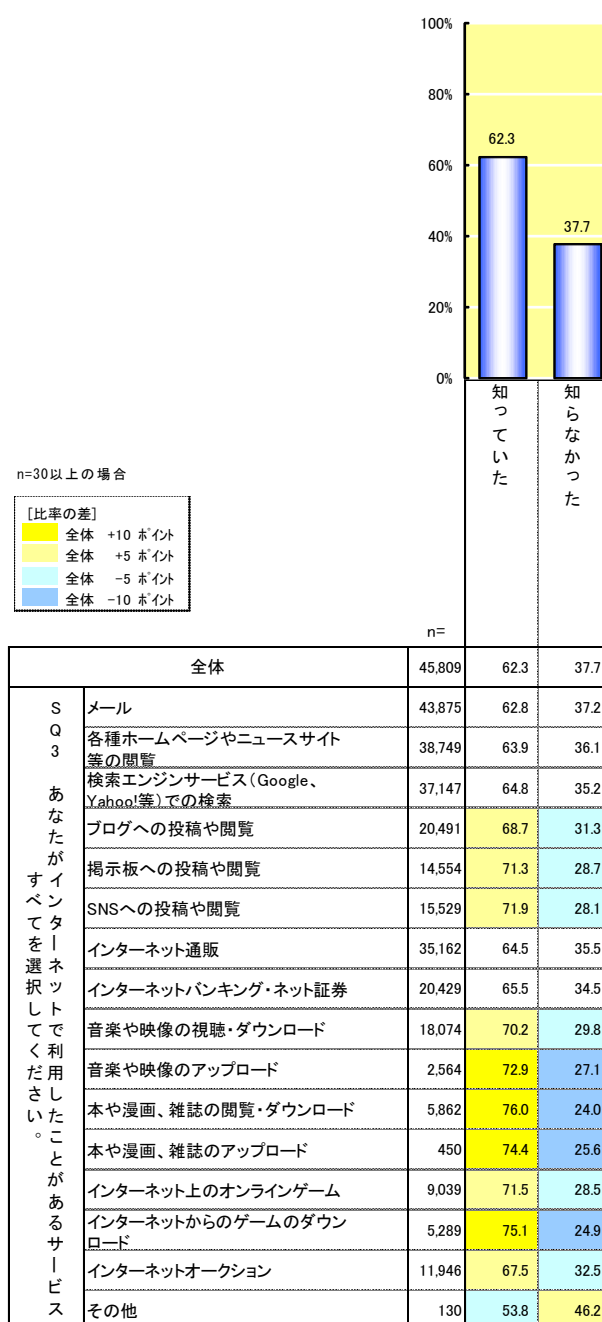 100%
80%
60%
40%
20%
0%
62.3
37.7
知っていた
知らなかった
n=30以上の場合
[比率の差]
全体 +10 ポイント
全体 +5 ポイント
全体 -5 ポイント
全体 -10 ポイント
n=
全体 45,809 62.3 37.7
SQ3 あなたがインターネットで利用したことがあるサービス
すべてを選択してください。
メール 43,875 62.8 37.2
各種ホームページやニュースサイト
等の閲覧 38,749 63.9 36.1
検索エンジンサービス(Google、
Yahoo!等)での検索 37,147 64.8 35.2
ブログへの投稿や閲覧 20,491 68.7 31.3
掲示板への投稿や閲覧 14,554 71.3 28.7
SNSへの投稿や閲覧 15,529 71.9 28.1
インターネット通販 35,162 64.5 35.5
インターネットバンキング・ネット証券 20,429 65.5 34.5
音楽や映像の視聴・ダウンロード 18,074 70.2 29.8
音楽や映像のアップロード 2,564 72.9 27.1
本や漫画、雑誌の閲覧・ダウンロード 5,862 76.0 24.0
本や漫画、雑誌のアップロード 450 74.4 25.6
インターネット上のオンラインゲーム 9,039 71.5 28.5
インターネットからのゲームのダウン
ロード 5,289 75.1 24.9
インターネットオークション 11,946 67.5 32.5
その他 130 53.8 46.2